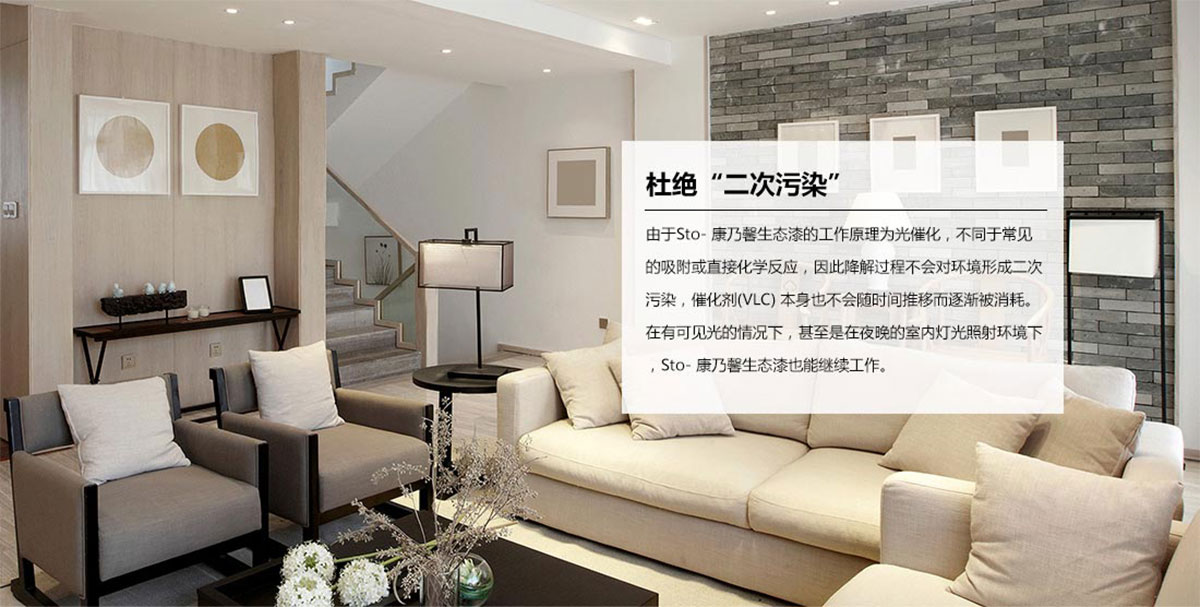 杜绝“二次污染”
由于Sto- 康乃馨生态漆的工作原理为光催化，不同于常见
的吸附或直接化学反应，因此降解过程不会对环境形成二次
污染，催化剂(VLC) 本身也不会随时间推移而逐渐被消耗。
在有可见光的情况下，甚至是在夜晚的室内灯光照射环境下
，Sto- 康乃馨生态漆也能继续工作。